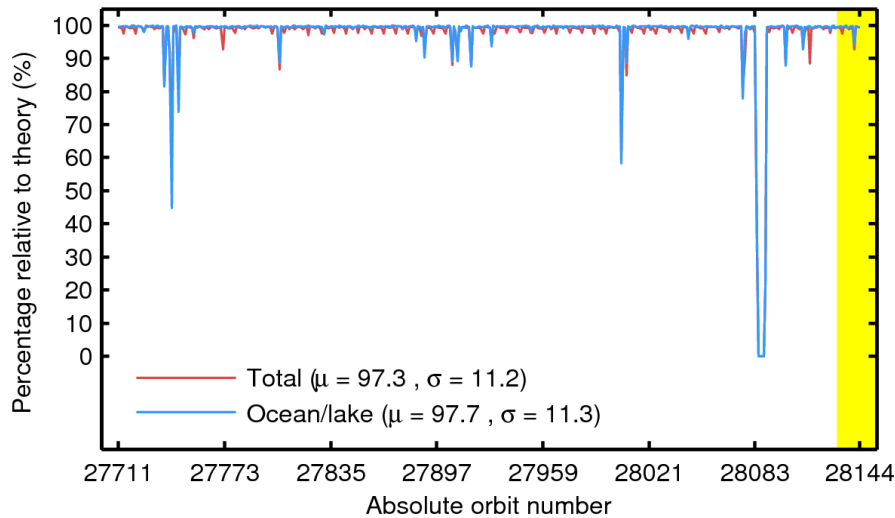 Percentage relative to theory (%)
100
90
80
70
60
50
40
30
20
10
0
Total (μ = 97.3 , σ = 11.2)
Ocean/lake (μ = 97.7 , σ = 11.3)
27711 27773 27835 27897 27959 28021 28083 28144
Absolute orbit number